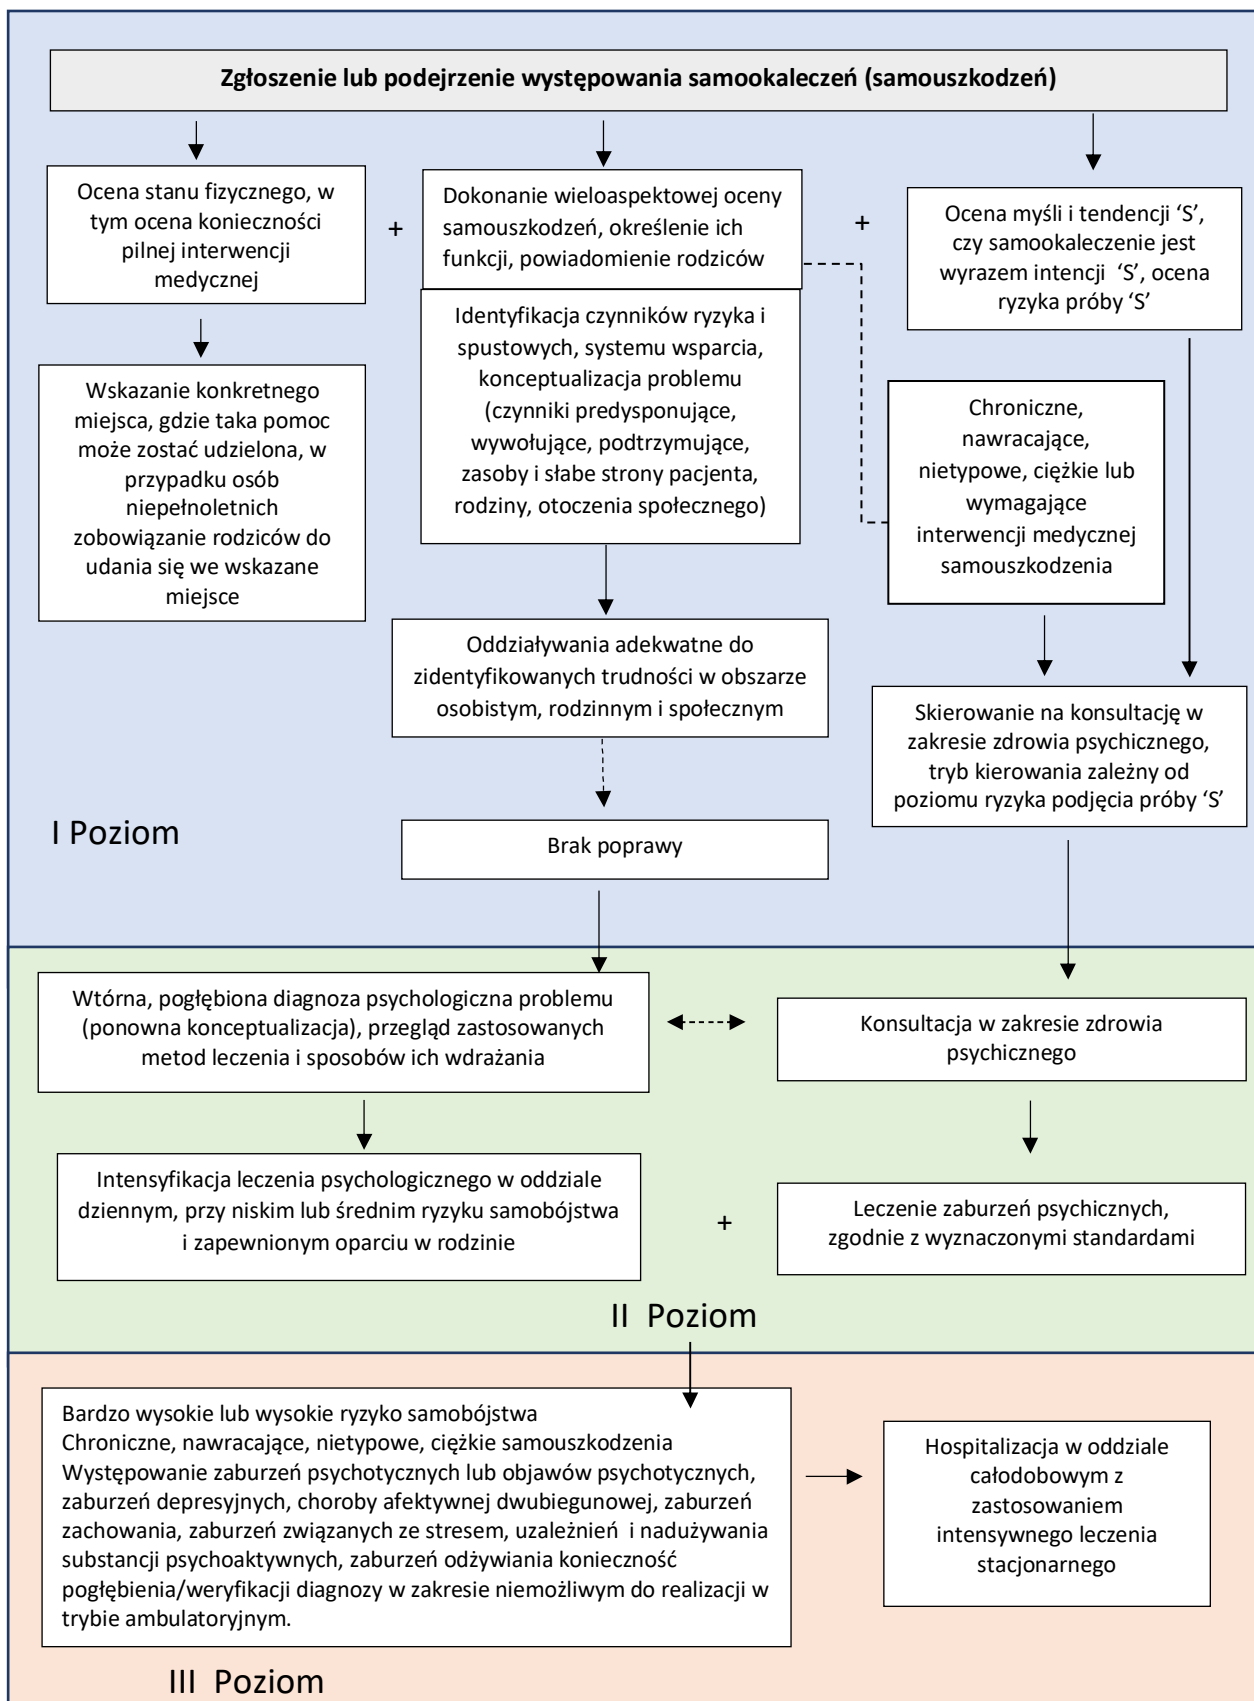 Zgłoszenie lub podejrzenie występowania samookaleczeń (samouszkodzeń)
Ocena stanu fizycznego, w
tym ocena konieczności
pilnej interwencji
medycznej
+
Dokonanie wieloaspektowej oceny
samouszkodzeń, określenie ich
funkcji, powiadomienie rodziców
+
Ocena myśli i tendencji ‘S’,
czy samookaleczenie jest
wyrazem intencji ‘S’, ocena
ryzyka próby ‘S’
Wskazanie konkretnego
miejsca, gdzie taka pomoc
może zostać udzielona, w
przypadku osób
niepełnoletnich
zobowiązanie rodziców do
udania się we wskazane
miejsce
Identyfikacja czynników ryzyka i
spustowych, systemu wsparcia,
konceptualizacja problemu
(czynniki predysponujące,
wywołujące, podtrzymujące,
zasoby i słabe strony pacjenta,
rodziny, otoczenia społecznego)
Chroniczne,
nawracające,
nietypowe, ciężkie lub
wymagające
interwencji medycznej
samouszkodzenia
Oddziaływania adekwatne do
zidentyfikowanych trudności w obszarze
osobistym, rodzinnym i społecznym
Skierowanie na konsultację w
zakresie zdrowia psychicznego,
tryb kierowania zależny od
poziomu ryzyka podjęcia próby ‘S’
I Poziom
Brak poprawy
Wtórna, pogłębiona diagnoza psychologiczna problemu
(ponowna konceptualizacja), przegląd zastosowanych
metod leczenia i sposobów ich wdrażania
Konsultacja w zakresie zdrowia
psychicznego
Intensyfikacja leczenia psychologicznego w oddziale
dziennym, przy niskim lub średnim ryzyku samobójstwa
i zapewnionym oparciu w rodzinie
+
Leczenie zaburzeń psychicznych,
zgodnie z wyznaczonymi standardami
II Poziom
Bardzo wysokie lub wysokie ryzyko samobójstwa
Chroniczne, nawracające, nietypowe, ciężkie samouszkodzenia
Występowanie zaburzeń psychotycznych lub objawów psychotycznych,
zaburzeń depresyjnych, choroby afektywnej dwubiegunowej, zaburzeń
zachowania, zaburzeń związanych ze stresem, uzależnień i nadużywania
substancji psychoaktywnych, zaburzeń odżywiania konieczność
pogłębienia/weryfikacji diagnozy w zakresie niemożliwym do realizacji w
trybie ambulatoryjnym.
Hospitalizacja w oddziale
całodobowym z
zastosowaniem
intensywnego leczenia
stacjonarnego
III Poziom